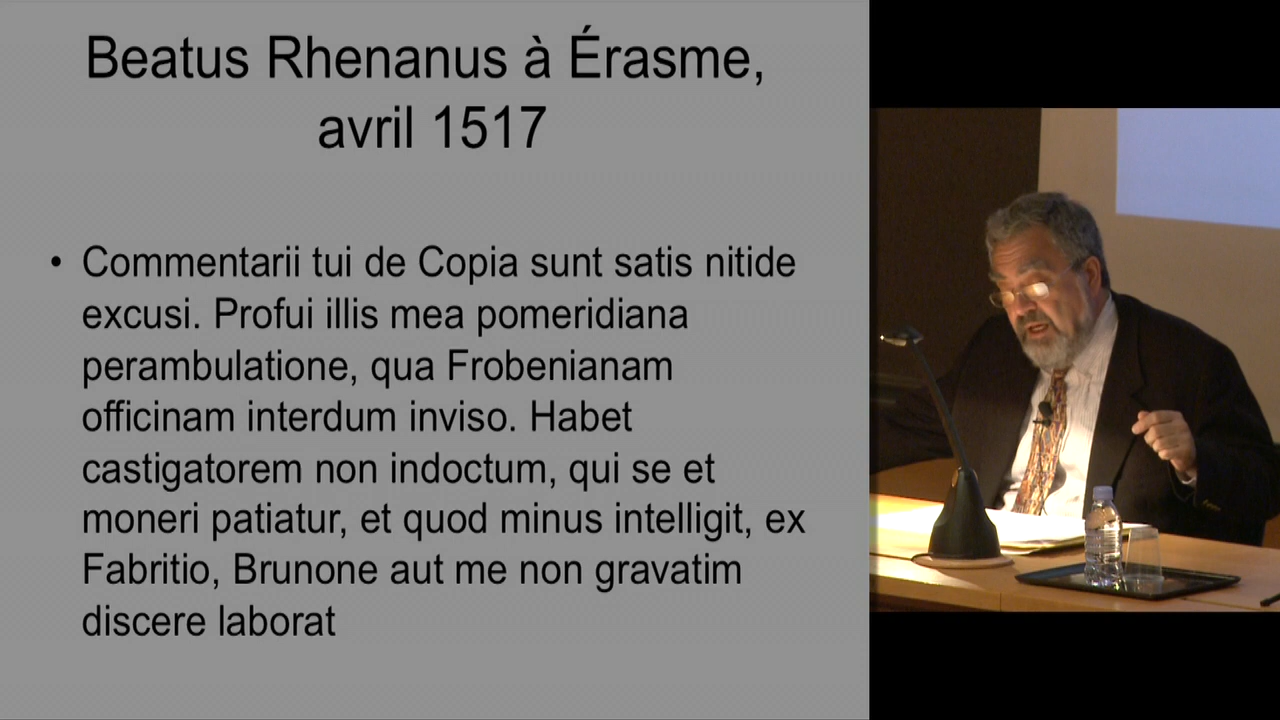 Beatus Rhenanus à Érasme,
avril 1517
• Commentarii tui de Copia sunt satis nitide
excusi. Profui illis mea pomeridiana
perambulatione, qua Frobenianam
officinam interdum inviso. Habet
castigatorem non indoctum, qui se et
moneri patiatur, et quod minus intelligit, ex
Fabritio, Brunone aut me non gravatim
discere laborat